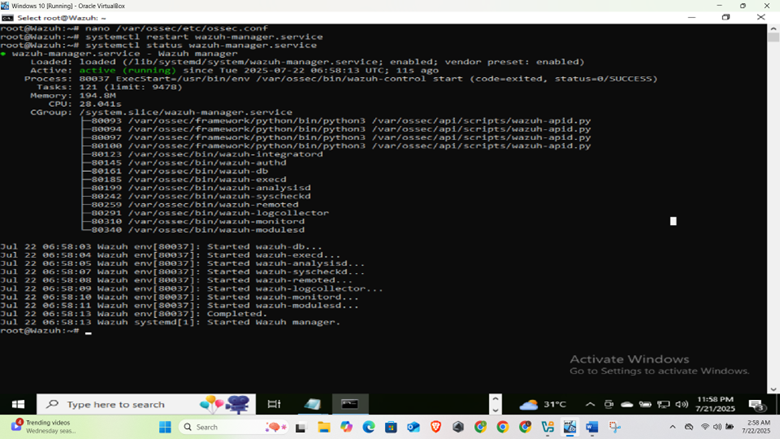 Windows 10 [Running] - Oracle VirtualBox
Select root@Wazuh: ~
root@Wazuh:~# nano /var/ossec/etc/ossec.conf
root@Wazuh:~# systemctl restart wazuh-manager.service
root@Wazuh:~# systemctl status wazuh-manager.service
● wazuh-manager.service - Wazuh manager
Loaded: loaded (/lib/systemd/system/wazuh-manager.service; enabled; vendor preset: enabled)
Active: active (running) since Tue 2025-07-22 06:58:13 UTC; 11s ago
Process: 80037 ExecStart=/usr/bin/env /var/ossec/bin/wazuh-control start (code=exited, status=0/SUCCESS)
Tasks: 121 (limit: 9478)
Memory: 194.8M
CPU: 28.041s
CGroup: /system.slice/wazuh-manager.service
├─80093 /var/ossec/framework/python/bin/python3 /var/ossec/api/scripts/wazuh-apid.py
├─80094 /var/ossec/framework/python/bin/python3 /var/ossec/api/scripts/wazuh-apid.py
├─80097 /var/ossec/framework/python/bin/python3 /var/ossec/api/scripts/wazuh-apid.py
├─80100 /var/ossec/framework/python/bin/python3 /var/ossec/api/scripts/wazuh-apid.py
├─80123 /var/ossec/bin/wazuh-integratord
├─80145 /var/ossec/bin/wazuh-authd
├─80161 /var/ossec/bin/wazuh-db
├─80185 /var/ossec/bin/wazuh-execd
├─80199 /var/ossec/bin/wazuh-analysisd
├─80242 /var/ossec/bin/wazuh-syscheckd
├─80259 /var/ossec/bin/wazuh-remoted
├─80291 /var/ossec/bin/wazuh-logcollector
├─80310 /var/ossec/bin/wazuh-monitord
└─80340 /var/ossec/bin/wazuh-modulesd
Jul 22 06:58:03 Wazuh env[80037]: Started wazuh-db...
Jul 22 06:58:04 Wazuh env[80037]: Started wazuh-execd...
Jul 22 06:58:05 Wazuh env[80037]: Started wazuh-analysisd...
Jul 22 06:58:07 Wazuh env[80037]: Started wazuh-syscheckd...
Jul 22 06:58:08 Wazuh env[80037]: Started wazuh-remoted...
Jul 22 06:58:09 Wazuh env[80037]: Started wazuh-logcollector...
Jul 22 06:58:10 Wazuh env[80037]: Started wazuh-monitord...
Jul 22 06:58:11 Wazuh env[80037]: Started wazuh-modulesd...
Jul 22 06:58:13 Wazuh env[80037]: Completed.
Jul 22 06:58:13 Wazuh systemd[1]: Started Wazuh manager.
root@Wazuh:~#
Activate Windows
Go to Settings to activate Windows.
Type here to search
31°C
11:58 PM
7/21/2025
3
Trending videos
Wednesday seas...
Search
2:58 AM
7/22/2025